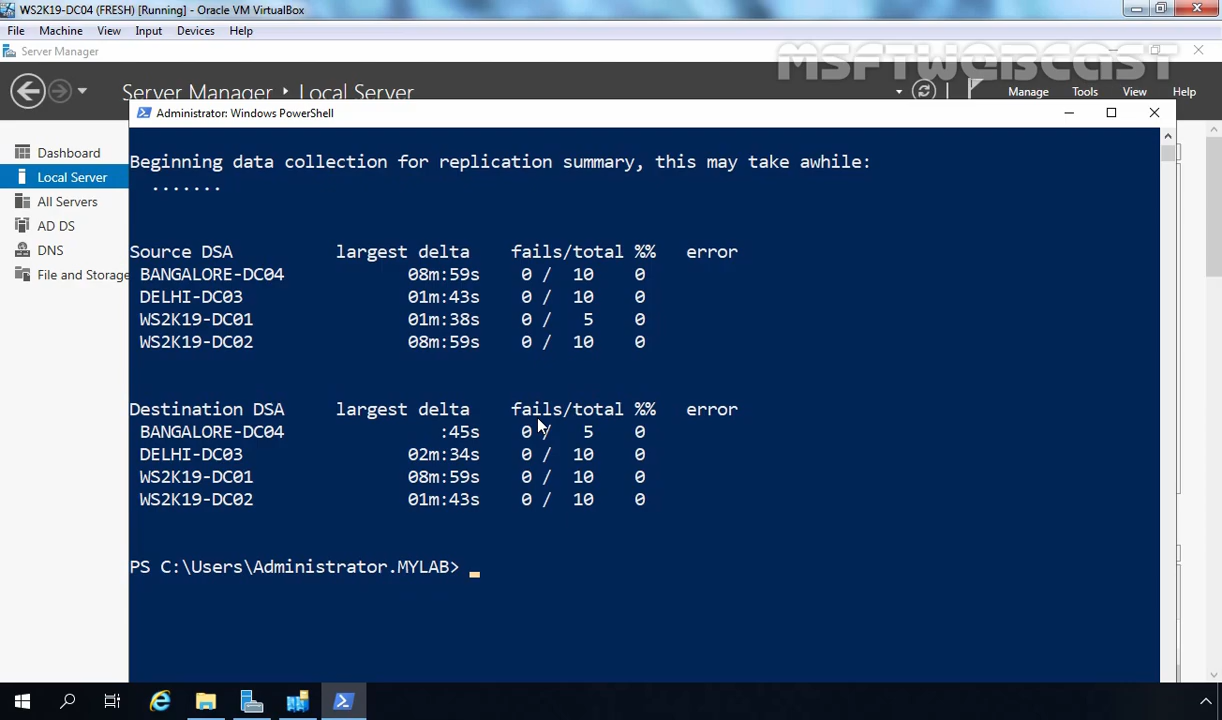 WS2K19-DC04 (FRESH) [Running] - Oracle VM VirtualBox
File Machine View Input Devices Help
Server Manager
MSFTWEBCAST
Server Manager ‣ Local Server
Manage Tools View Help
Administrator: Windows PowerShell
Dashboard
Local Server
All Servers
AD DS
DNS
File and Storage
Beginning data collection for replication summary, this may take awhile:
.......
Source DSA largest delta fails/total %% error
BANGALORE-DC04 08m:59s 0 / 10 0
DELHI-DC03 01m:43s 0 / 10 0
WS2K19-DC01 01m:38s 0 / 5 0
WS2K19-DC02 08m:59s 0 / 10 0
Destination DSA largest delta fails/total %% error
BANGALORE-DC04 :45s 0 / 5 0
DELHI-DC03 02m:34s 0 / 10 0
WS2K19-DC01 08m:59s 0 / 10 0
WS2K19-DC02 01m:43s 0 / 10 0
PS C:\Users\Administrator.MYLAB> _